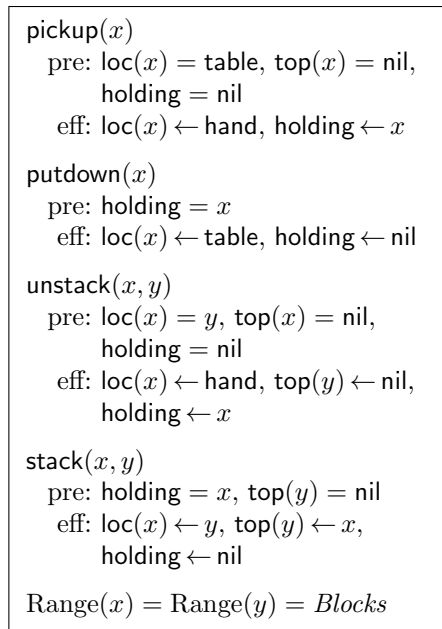 pickup(x)
pre: loc(x) = table, top(x) = nil,
holding = nil
eff: loc(x) ← hand, holding ← x
putdown(x)
pre: holding = x
eff: loc(x) ← table, holding ← nil
unstack(x, y)
pre: loc(x) = y, top(x) = nil,
holding = nil
eff: loc(x) ← hand, top(y) ← nil,
holding ← x
stack(x, y)
pre: holding = x, top(y) = nil
eff: loc(x) ← y, top(y) ← x,
holding ← nil
Range(x) = Range(y) = Blocks